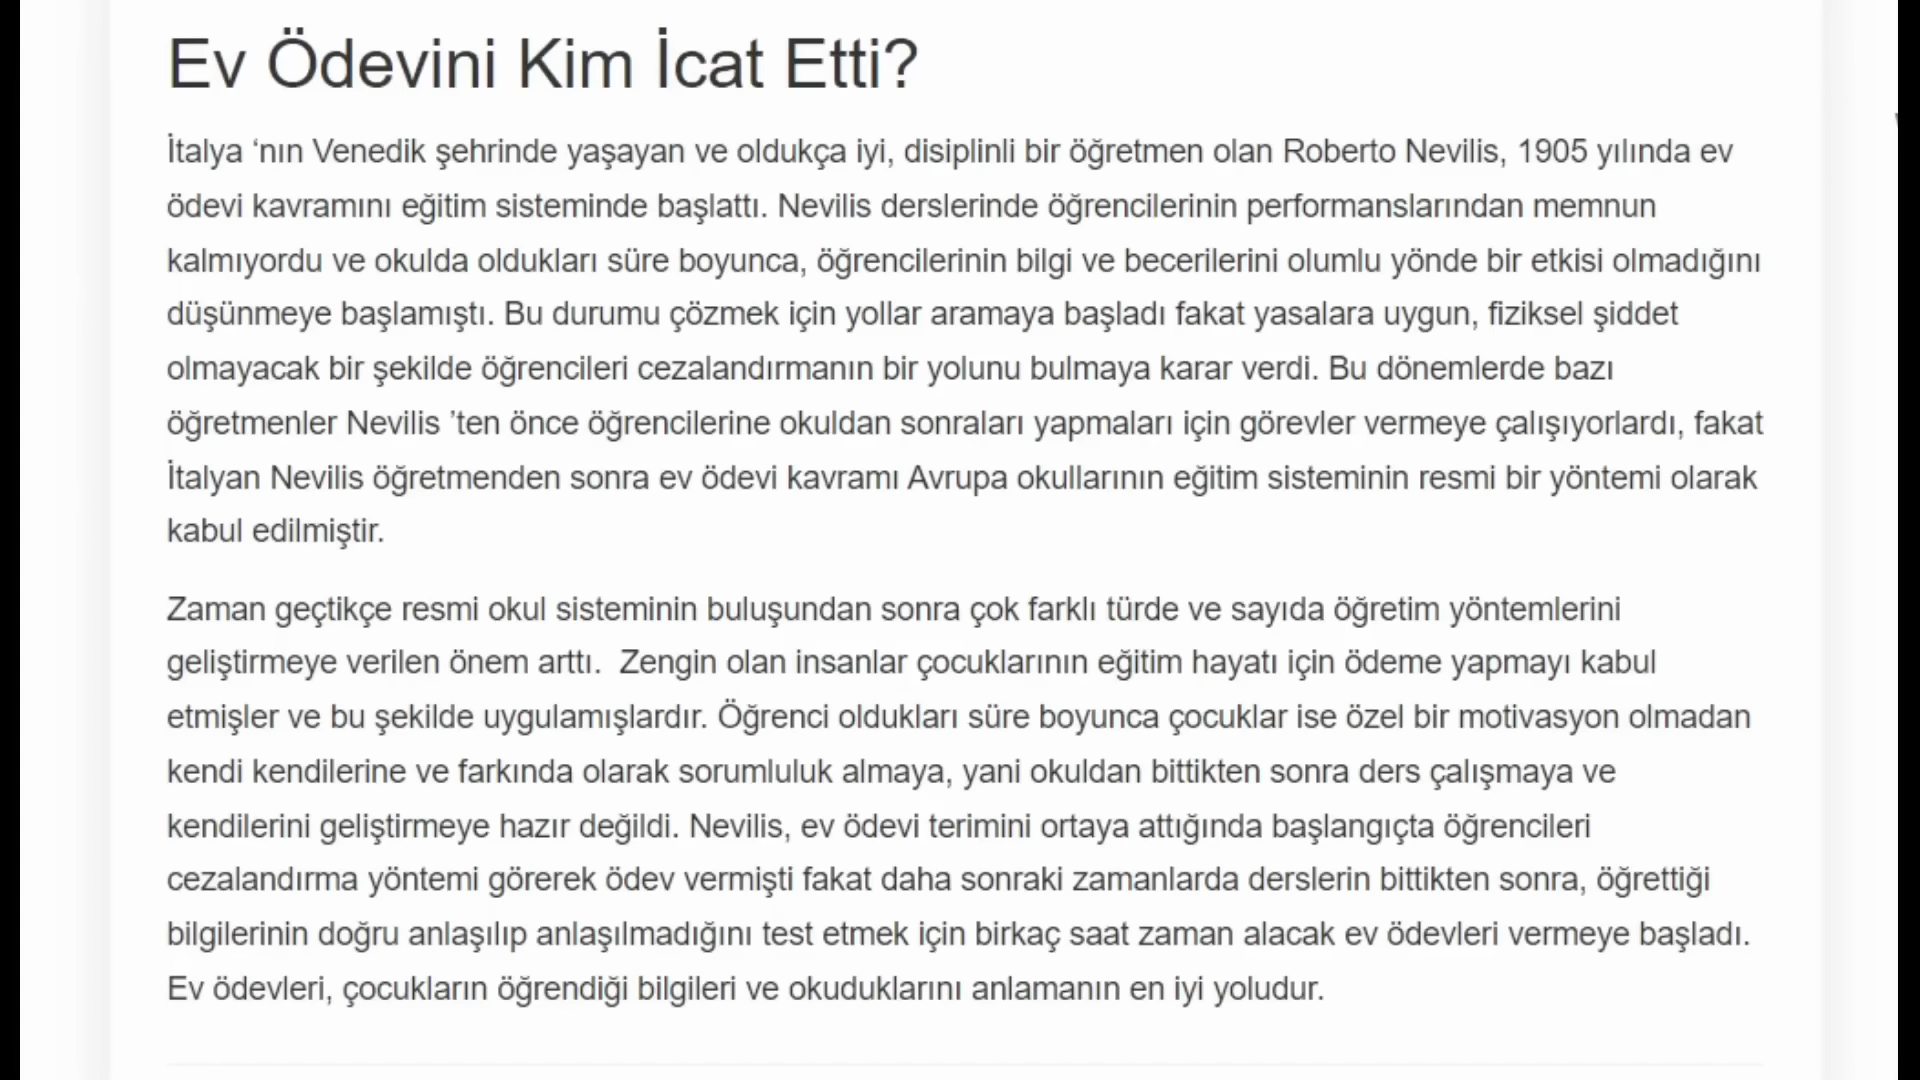 Ev Ödevini Kim İcat Etti?
İtalya ‘nın Venedik şehrinde yaşayan ve oldukça iyi, disiplinli bir öğretmen olan Roberto Nevilis, 1905 yılında ev
ödevi kavramını eğitim sisteminde başlattı. Nevilis derslerinde öğrencilerinin performanslarından memnun
kalmıyordu ve okulda oldukları süre boyunca, öğrencilerinin bilgi ve becerilerini olumlu yönde bir etkisi olmadığını
düşünmeye başlamıştı. Bu durumu çözmek için yollar aramaya başladı fakat yasalara uygun, fiziksel şiddet
olmayacak bir şekilde öğrencileri cezalandırmanın bir yolunu bulmaya karar verdi. Bu dönemlerde bazı
öğretmenler Nevilis ’ten önce öğrencilerine okuldan sonraları yapmaları için görevler vermeye çalışıyorlardı, fakat
İtalyan Nevilis öğretmenden sonra ev ödevi kavramı Avrupa okullarının eğitim sisteminin resmi bir yöntemi olarak
kabul edilmiştir.
Zaman geçtikçe resmi okul sisteminin buluşundan sonra çok farklı türde ve sayıda öğretim yöntemlerini
geliştirmeye verilen önem arttı.  Zengin olan insanlar çocuklarının eğitim hayatı için ödeme yapmayı kabul
etmişler ve bu şekilde uygulamışlardır. Öğrenci oldukları süre boyunca çocuklar ise özel bir motivasyon olmadan
kendi kendilerine ve farkında olarak sorumluluk almaya, yani okuldan bittikten sonra ders çalışmaya ve
kendilerini geliştirmeye hazır değildi. Nevilis, ev ödevi terimini ortaya attığında başlangıçta öğrencileri
cezalandırma yöntemi görerek ödev vermişti fakat daha sonraki zamanlarda derslerin bittikten sonra, öğrettiği
bilgilerinin doğru anlaşılıp anlaşılmadığını test etmek için birkaç saat zaman alacak ev ödevleri vermeye başladı.
Ev ödevleri, çocukların öğrendiği bilgileri ve okuduklarını anlamanın en iyi yoludur.